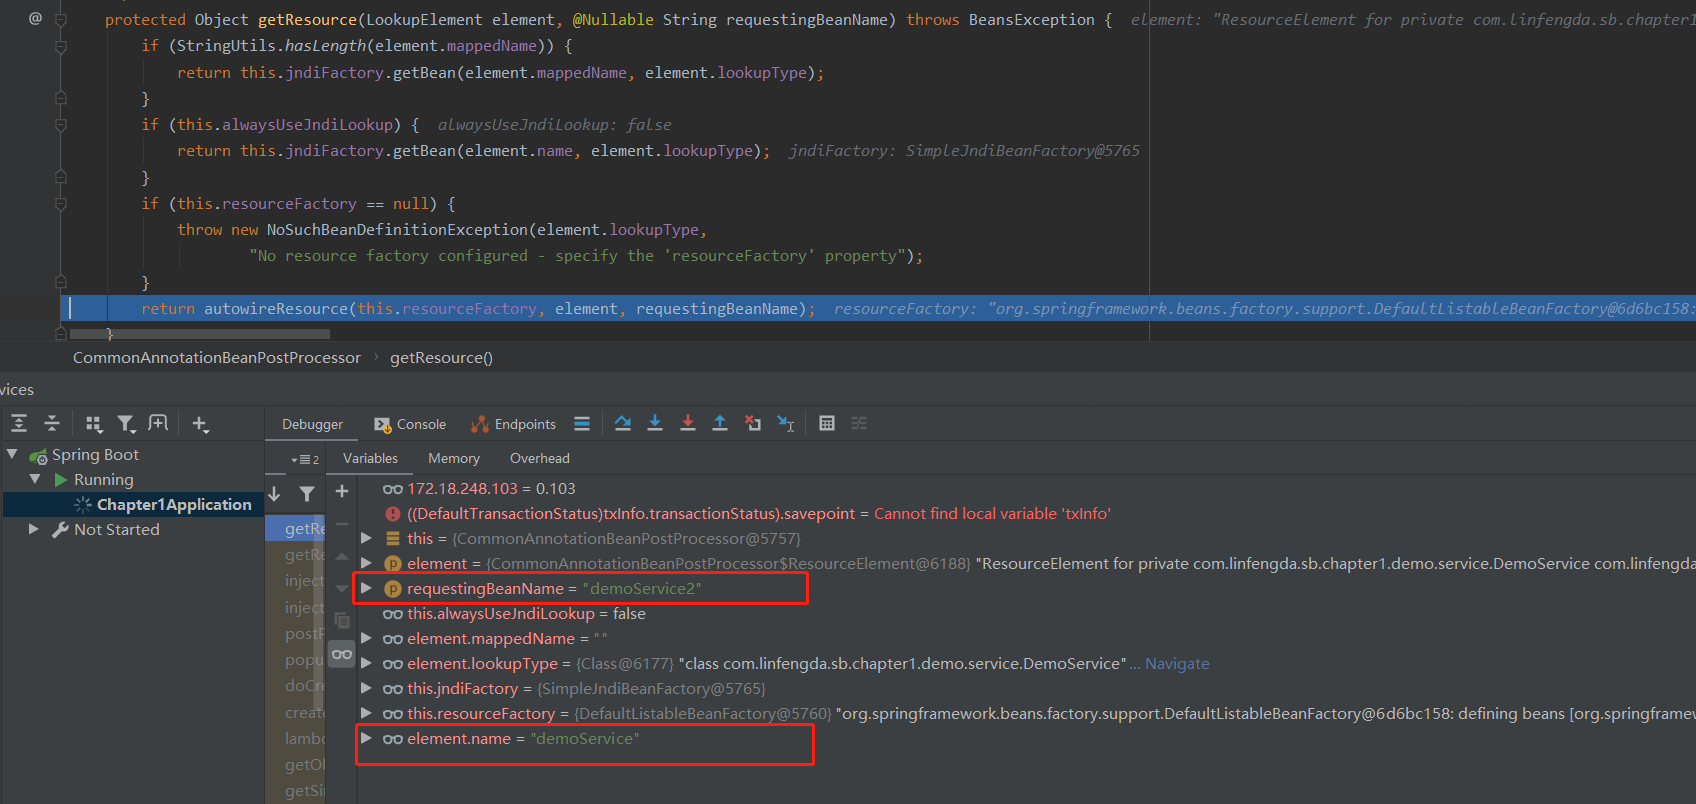 @ protected Object getResource(LookupElement element, @Nullable String requestingBeanName) throws BeansException { element: "ResourceElement for private com.linfengda.sb.chapter1
if (StringUtils.hasLength(element.mappedName)) {
return this.jndiFactory.getBean(element.mappedName, element.lookupType);
}
if (this.alwaysUseJndiLookup) { alwaysUseJndiLookup: false
return this.jndiFactory.getBean(element.name, element.lookupType); jndiFactory: SimpleJndiBeanFactory@5765
}
if (this.resourceFactory == null) {
throw new NoSuchBeanDefinitionException(element.lookupType,
"No resource factory configured - specify the 'resourceFactory' property");
}
return autowireResource(this.resourceFactory, element, requestingBeanName); resourceFactory: "org.springframework.beans.factory.support.DefaultListableBeanFactory@6d6bc158:
}
CommonAnnotationBeanPostProcessor › getResource()
vices
Debugger Console Endpoints
Spring Boot
Running
Chapter1Application
Not Started
2 Variables Memory Overhead
getRe
getRe
inject
inject
postP
popu
doCre
create
lambd
getOb
getSin
172.18.248.103 = 0.103
((DefaultTransactionStatus)txInfo.transactionStatus).savepoint = Cannot find local variable 'txInfo'
this = {CommonAnnotationBeanPostProcessor@5757}
element = {CommonAnnotationBeanPostProcessor$ResourceElement@6188} "ResourceElement for private com.linfengda.sb.chapter1.demo.service.DemoService com.linfengda
requestingBeanName = "demoService2"
this.alwaysUseJndiLookup = false
element.mappedName = ""
element.lookupType = {Class@6177} "class com.linfengda.sb.chapter1.demo.service.DemoService"... Navigate
this.jndiFactory = {SimpleJndiBeanFactory@5765}
this.resourceFactory = {DefaultListableBeanFactory@5760} "org.springframework.beans.factory.support.DefaultListableBeanFactory@6d6bc158: defining beans [org.springframew
element.name = "demoService"